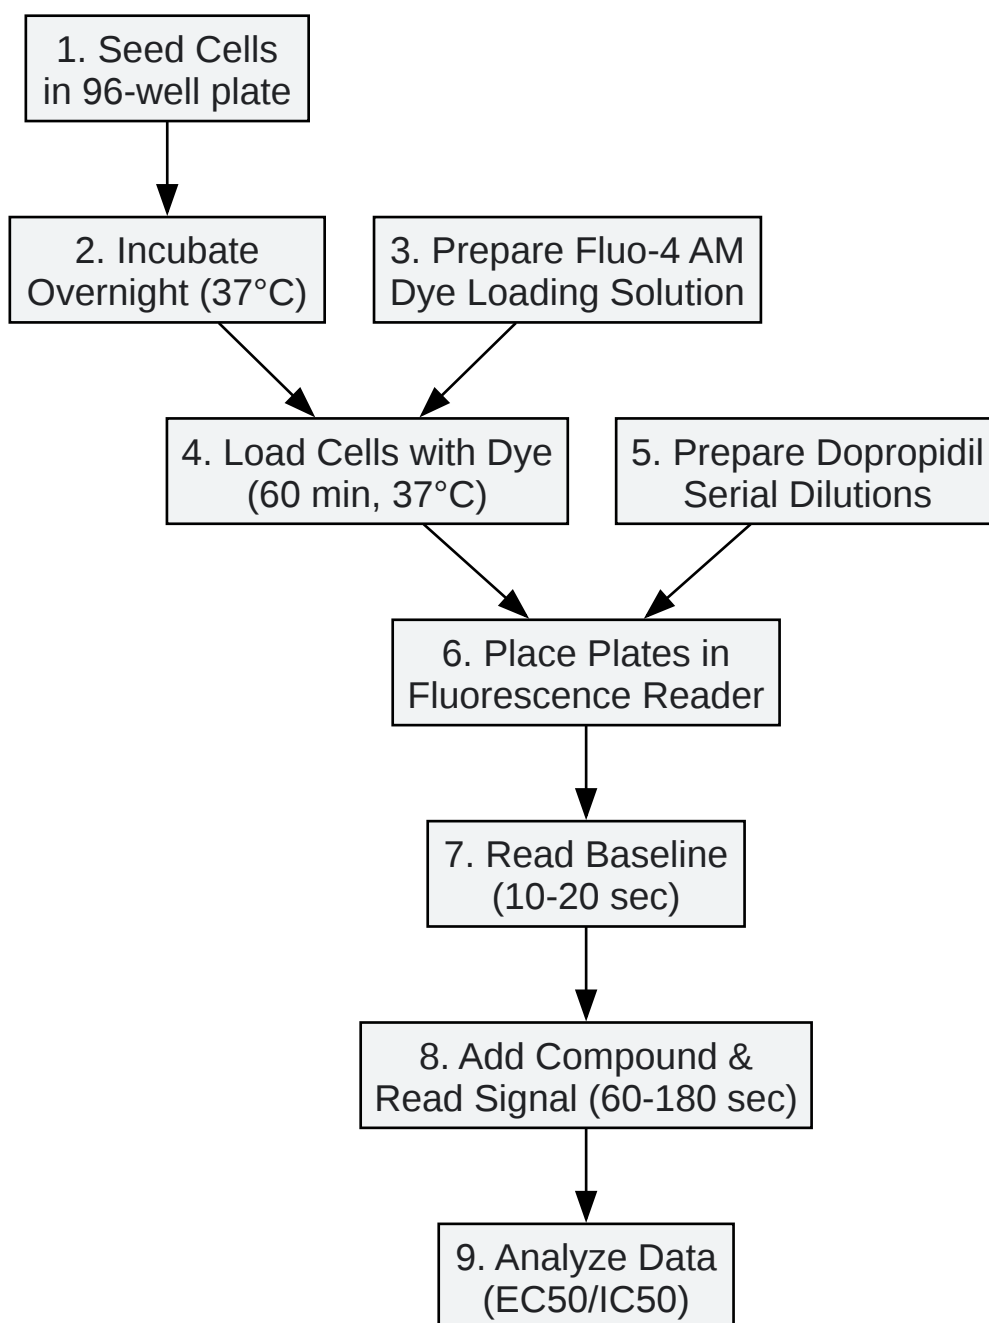 1. Seed Cells
in 96-well plate
2. Incubate
Overnight (37°C)
3. Prepare Fluo-4 AM
Dye Loading Solution
4. Load Cells with Dye
(60 min, 37°C)
5. Prepare Dopropidil
Serial Dilutions
6. Place Plates in
Fluorescence Reader
7. Read Baseline
(10-20 sec)
8. Add Compound &
Read Signal (60-180 sec)
9. Analyze Data
(EC50/IC50)